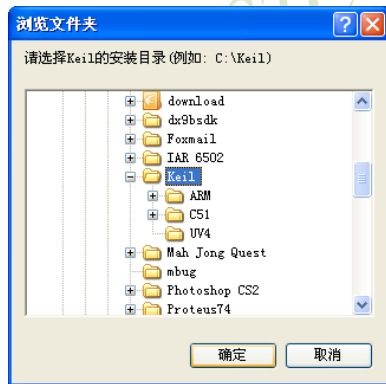 浏览文件夹
请选择Keil的安装目录(例如: C:\Keil)
download
dx9bsdk
Foxmail
IAR 6502
Keil
ARM
C51
UV4
Mah Jong Quest
mbug
Photoshop CS2
Proteus74
确定
取消